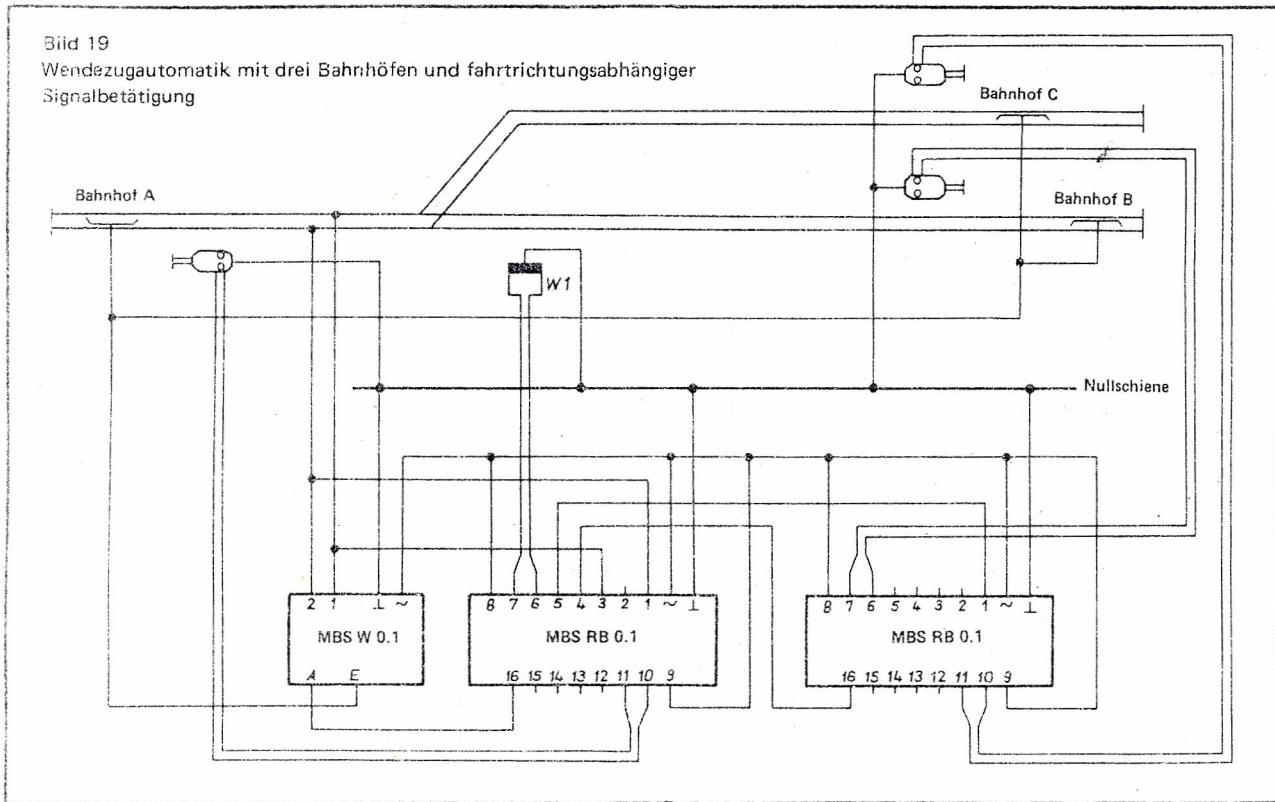 Bild 19
Wendezugautomatik mit drei Bahnhöfen und fahrtrichtungsabhängiger
Signalbetätigung
Bahnhof C
Bahnhof A
Bahnhof B
W1
Nullschiene
2 1 ⊥ ~
MBS W 0.1
A E
8 7 6 5 4 3 2 1 ~ ⊥
MBS RB 0.1
16 15 14 13 12 11 10 9
8 7 6 5 4 3 2 1 ~ ⊥
MBS RB 0.1
16 15 14 13 12 11 10 9